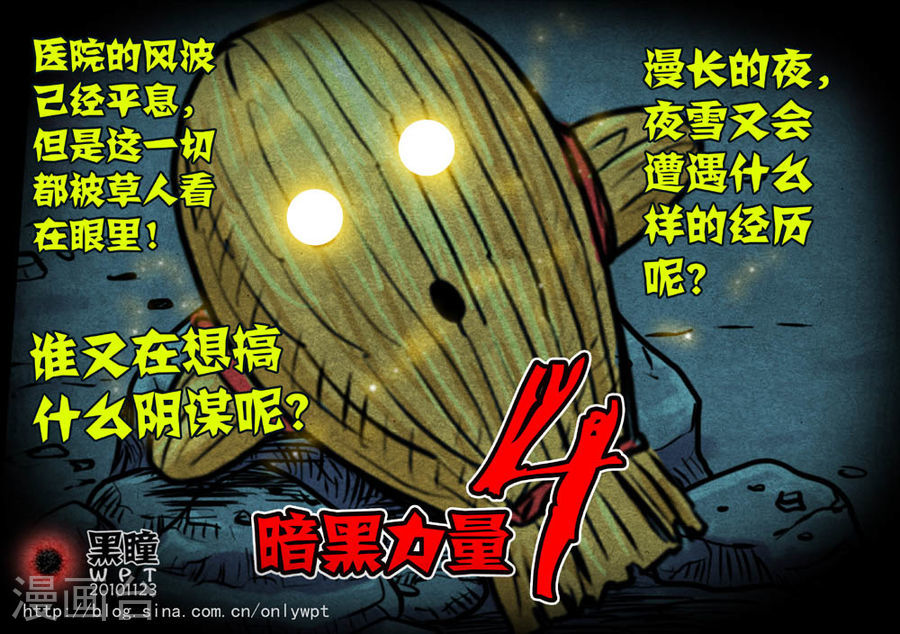 医院的风波
已经平息，
但是这一切
都被草人看
在眼里！
漫长的夜，
夜雪又会
遭遇什么
样的经历
呢？
谁又在想搞
什么阴谋呢？
暗黑力量4
黑瞳
WPT
20101123
漫画台
http://blog.sina.com.cn/onlywpt